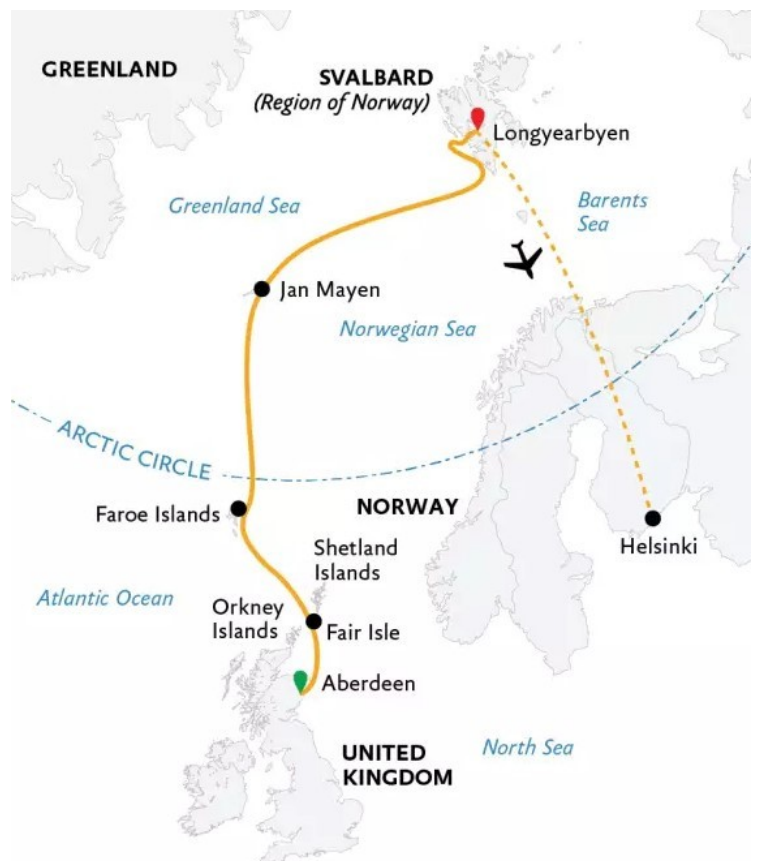 GREENLAND
SVALBARD
(Region of Norway)
Longyearbyen
Greenland Sea
Barents
Sea
Jan Mayen
Norwegian Sea
ARCTIC CIRCLE
Faroe Islands
NORWAY
Helsinki
Shetland
Islands
Atlantic Ocean
Orkney
Islands
Fair Isle
Aberdeen
UNITED
KINGDOM
North Sea